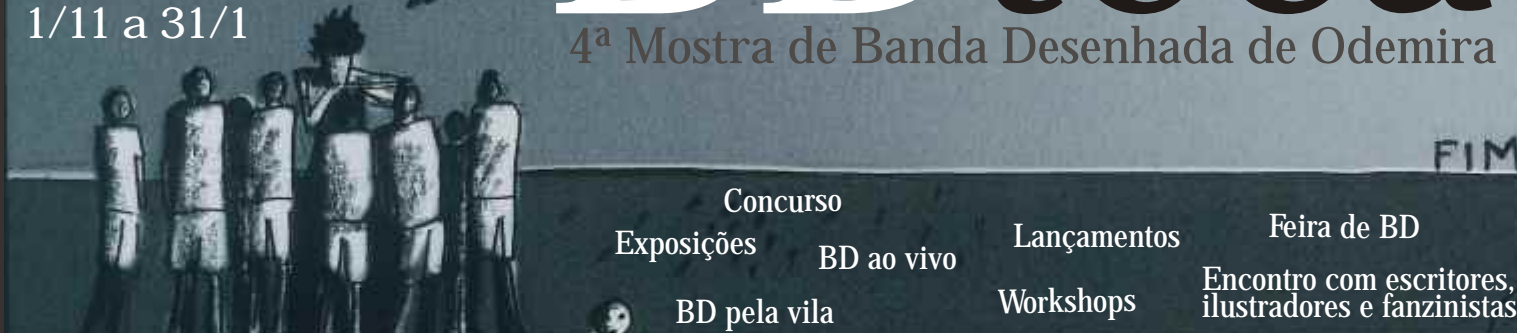 1/11 a 31/1
4ª Mostra de Banda Desenhada de Odemira
FIM
Concurso
Exposições
BD ao vivo
Lançamentos
Feira de BD
BD pela vila
Workshops
Encontro com escritores,
ilustradores e fanzinistas